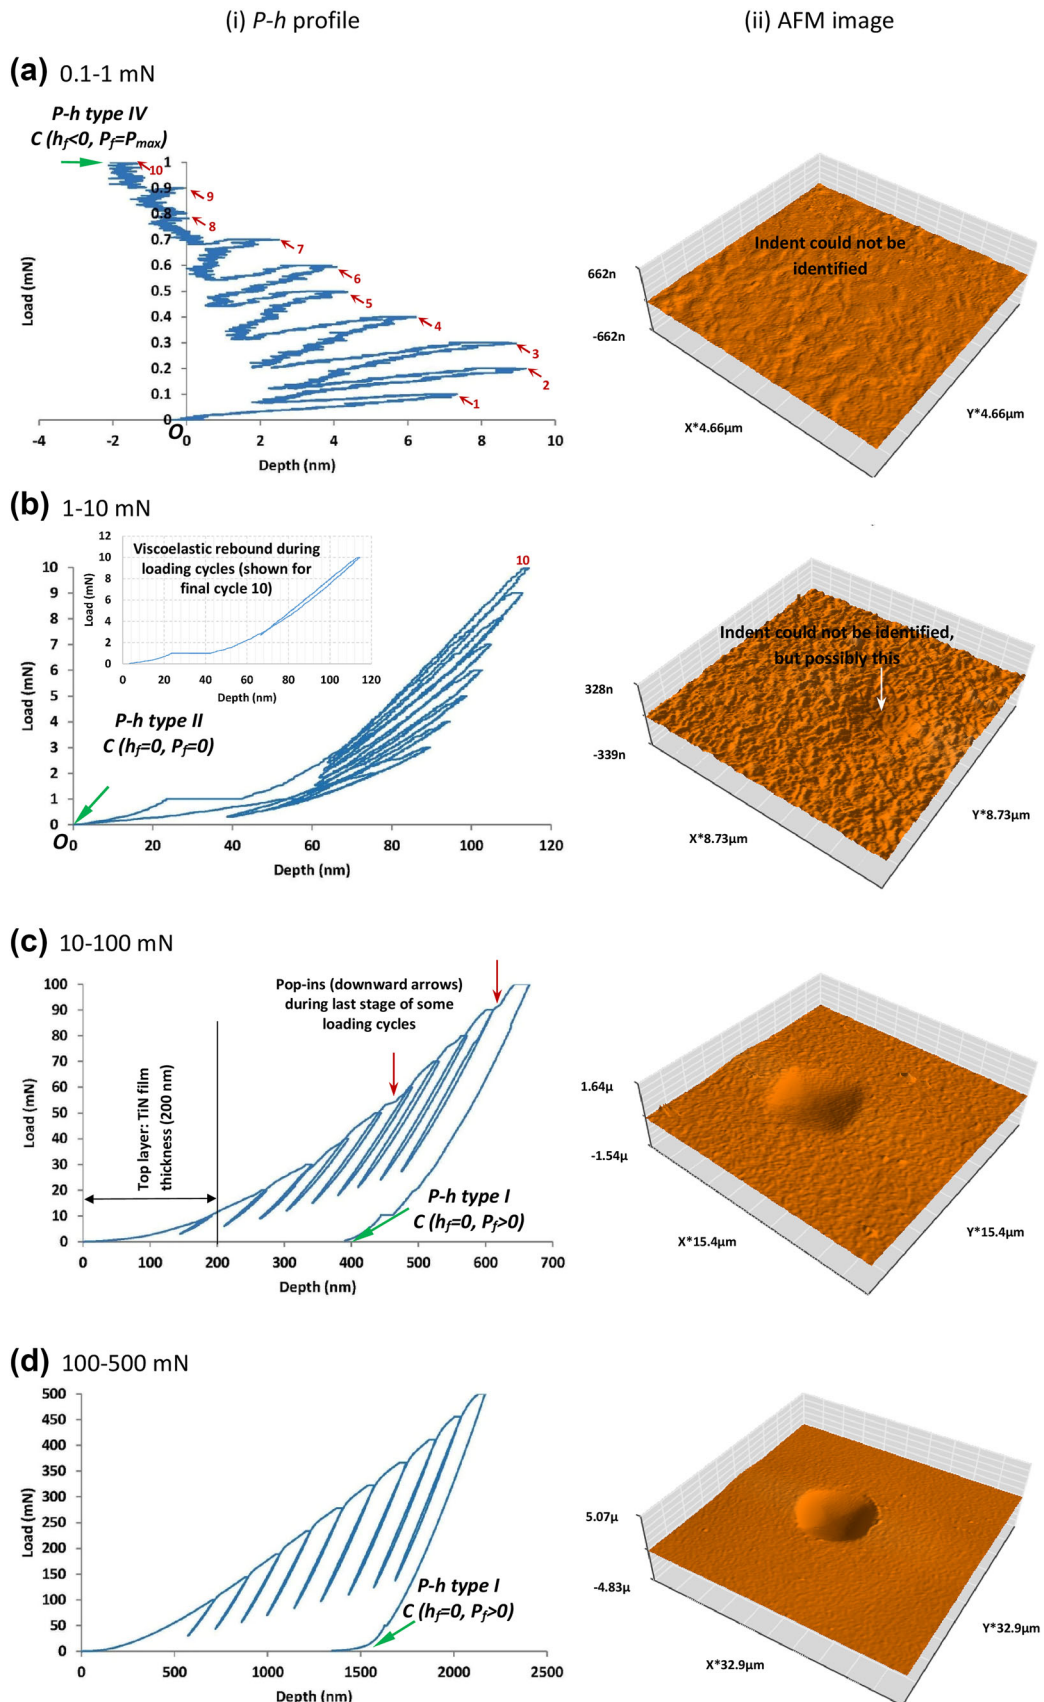 (i) P-h profile
(ii) AFM image
(a) 0.1-1 mN
P-h type IV
C (hf<0, Pf=Pmax)
1
0.9
0.8
0.7
0.6
0.5
0.4
0.3
0.2
0.1
0
10
9
8
7
6
5
4
3
2
1
O
-4
-2
0
2
4
6
8
10
Load (mN)
Depth (nm)
Indent could not be
identified
662n
-662n
X*4.66µm
Y*4.66µm
(b) 1-10 mN
10
9
8
7
6
5
4
3
2
1
0
Load (mN)
12
10
8
6
4
2
0
Load (mN)
Viscoelastic rebound during
loading cycles (shown for
final cycle 10)
0
20
40
60
80
100
120
Depth (nm)
10
P-h type II
C (hf=0, Pf=0)
O
0
20
40
60
80
100
120
Depth (nm)
Indent could not be identified,
but possibly this
328n
-339n
X*8.73µm
Y*8.73µm
(c) 10-100 mN
100
90
80
70
60
50
40
30
20
10
0
Load (mN)
Top layer: TiN film
thickness (200 nm)
Pop-ins (downward arrows)
during last stage of some
loading cycles
P-h type I
C (hf=0, Pf>0)
0
100
200
300
400
500
600
700
Depth (nm)
1.64µ
-1.54µ
X*15.4µm
Y*15.4µm
(d) 100-500 mN
500
450
400
350
300
250
200
150
100
50
0
Load (mN)
P-h type I
C (hf=0, Pf>0)
0
500
1000
1500
2000
2500
Depth (nm)
5.07µ
-4.83µ
X*32.9µm
Y*32.9µm